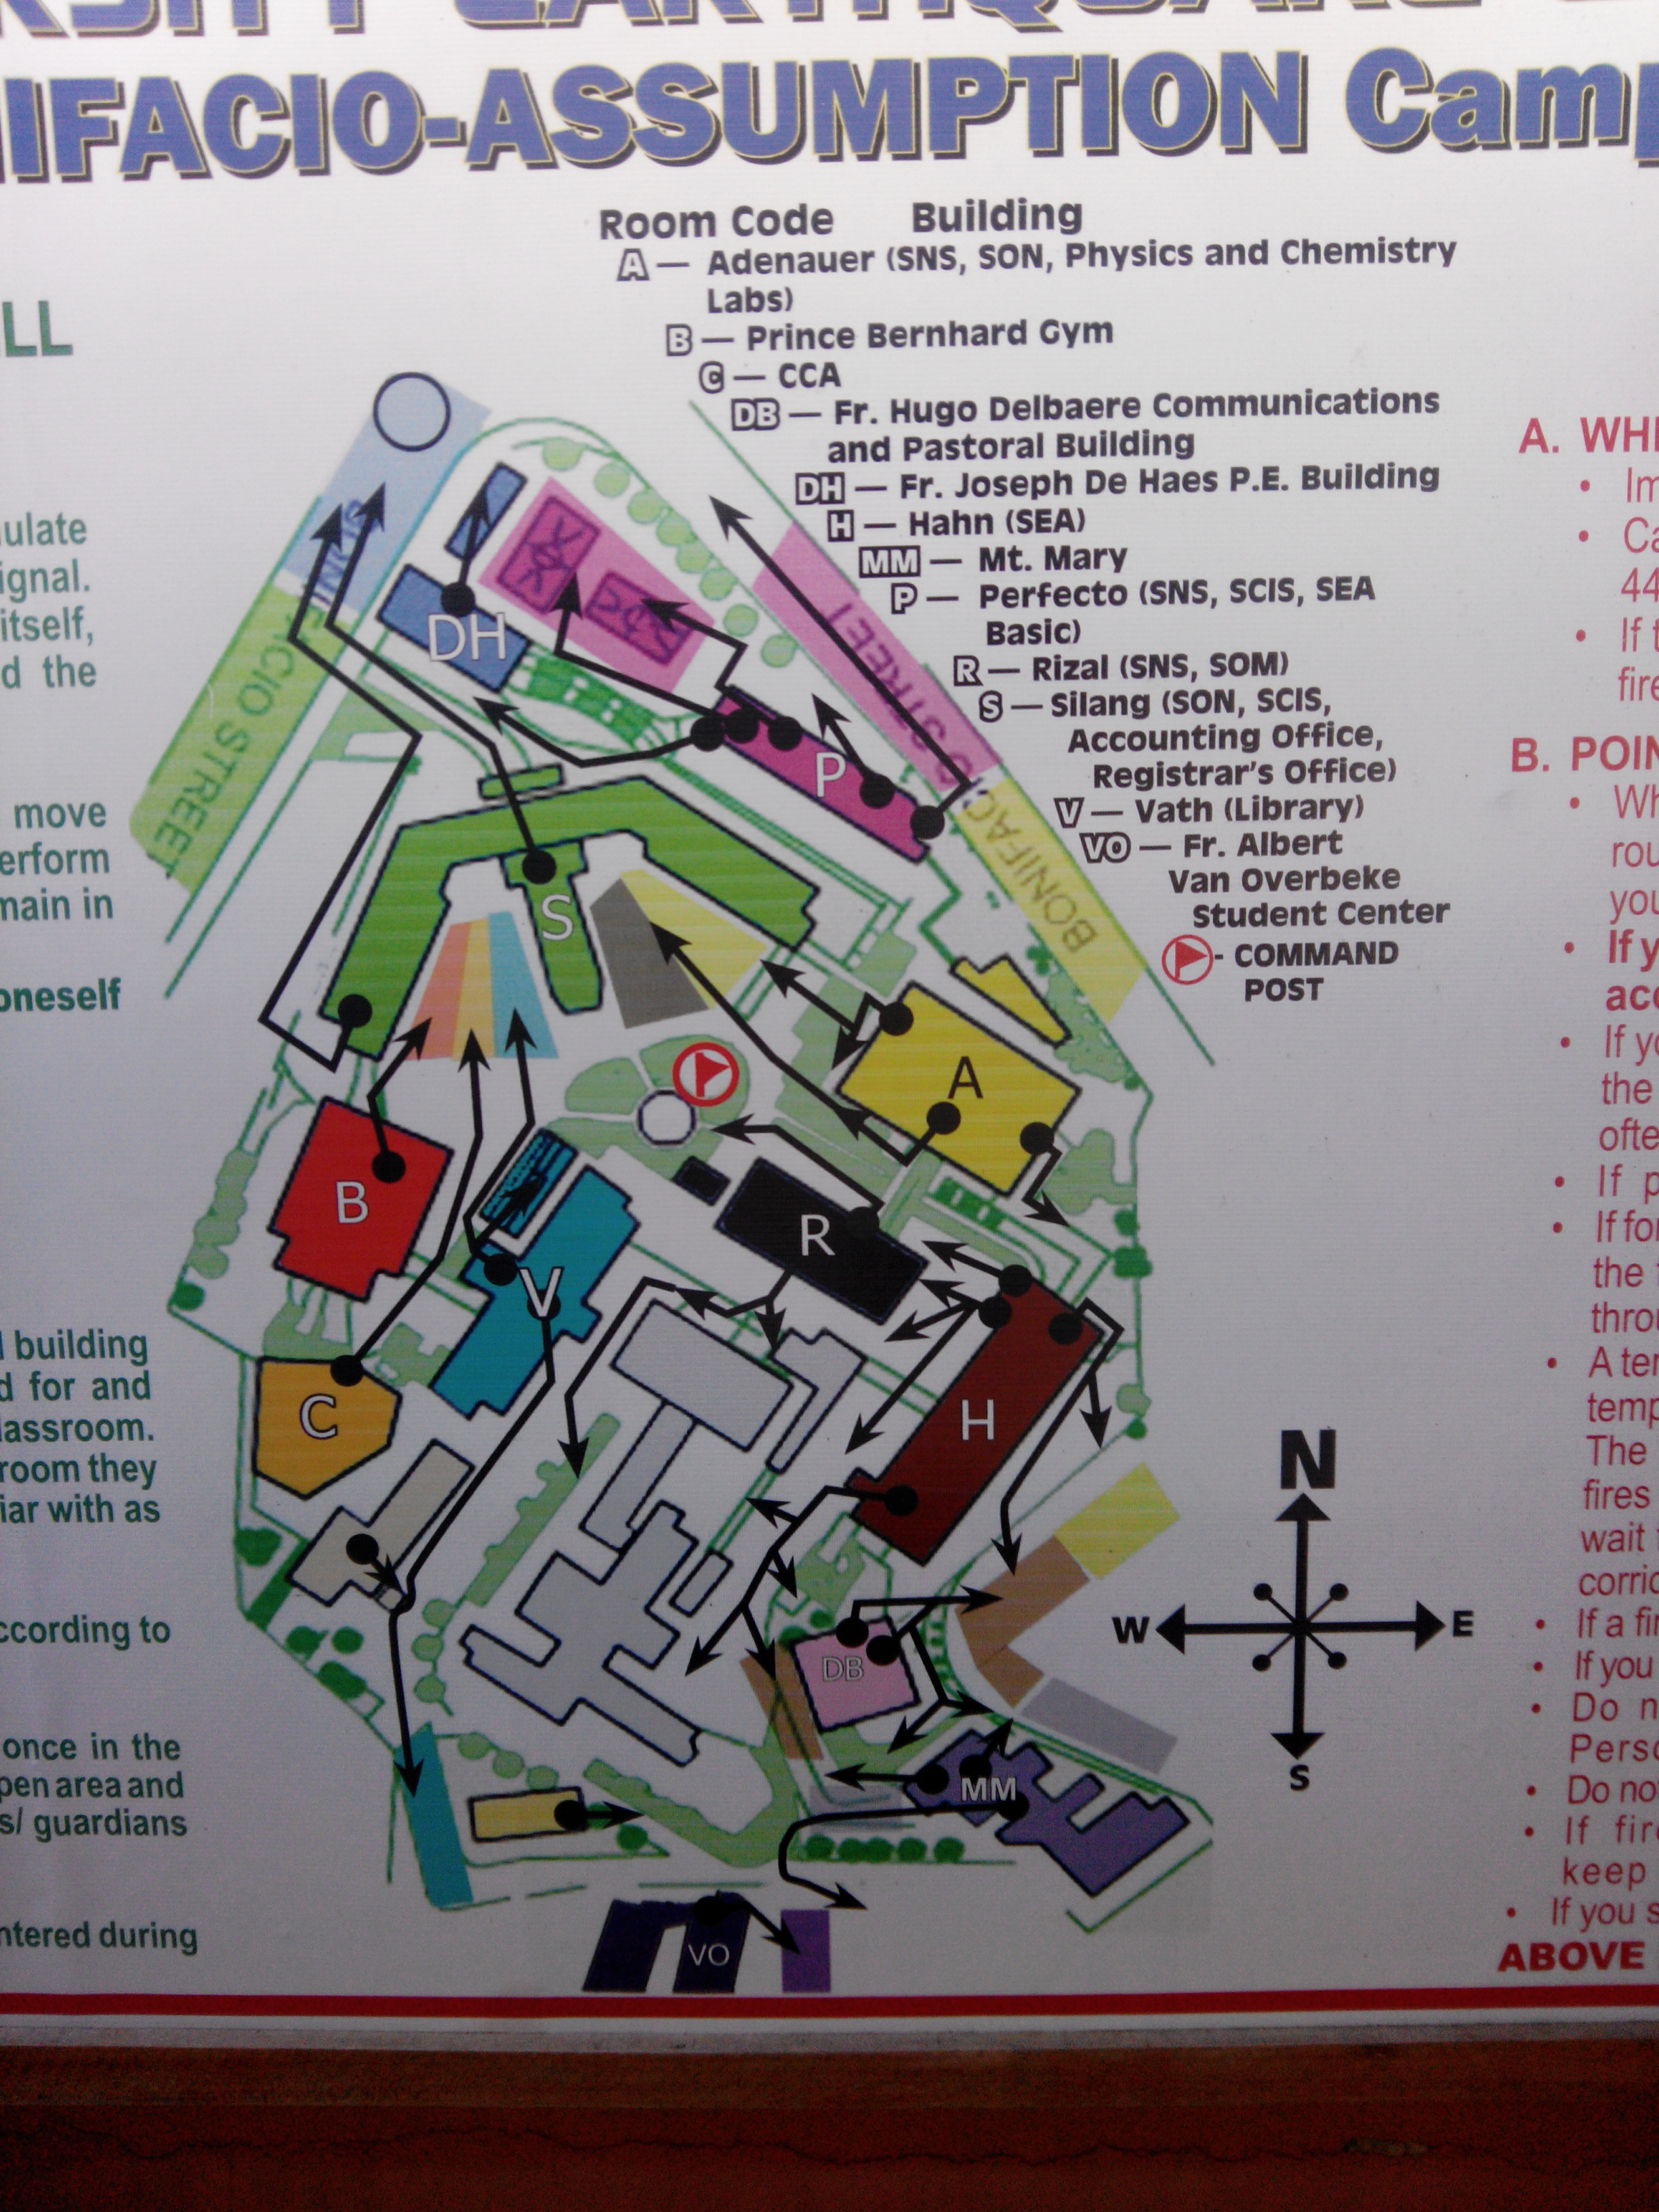 IFACIO-ASSUMPTION Camp
Room Code Building
A — Adenauer (SNS, SON, Physics and Chemistry
Labs)
B — Prince Bernhard Gym
C — CCA
DB — Fr. Hugo Delbaere Communications
and Pastoral Building
DH — Fr. Joseph De Haes P.E. Building
H — Hahn (SEA)
MM — Mt. Mary
P — Perfecto (SNS, SCIS, SEA
Basic)
R — Rizal (SNS, SOM)
S — Silang (SON, SCIS,
Accounting Office,
Registrar's Office)
V — Vath (Library)
VO — Fr. Albert
Van Overbeke
Student Center
- COMMAND
POST
LL
ulate
ignal.
itself,
d the
move
erform
main in
oneself
building
d for and
lassroom.
room they
iar with as
ccording to
once in the
pen area and
s/ guardians
ntered during
DH
P
S
A
B
R
V
C
H
DB
MM
VO
CIO STREET
STREET
BONIFAC
N
W
E
S
A. WH
• Im
• Ca
44
• If t
fire
B. POI
• Wh
rou
you
• If y
acc
• If yo
the
ofte
• If p
• If for
the
throu
• A ter
temp
The
fires
wait
corric
• If a fi
• If you
• Do n
Perso
• Do not
• If fire
keep
• If you s
ABOVE